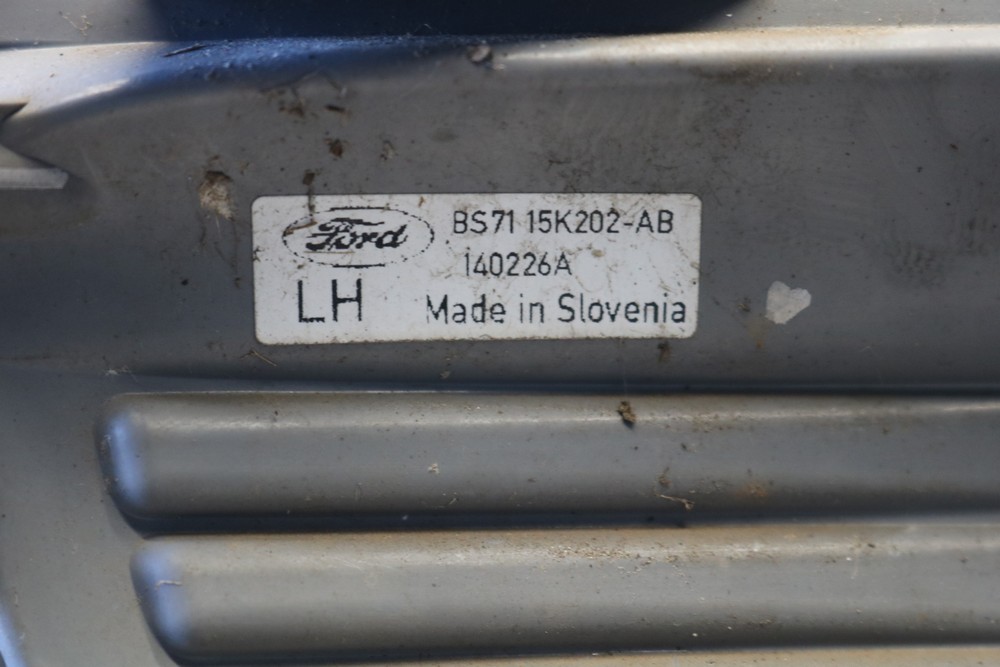 Ford BS71 15K202-AB
140226A
LH Made in Slovenia